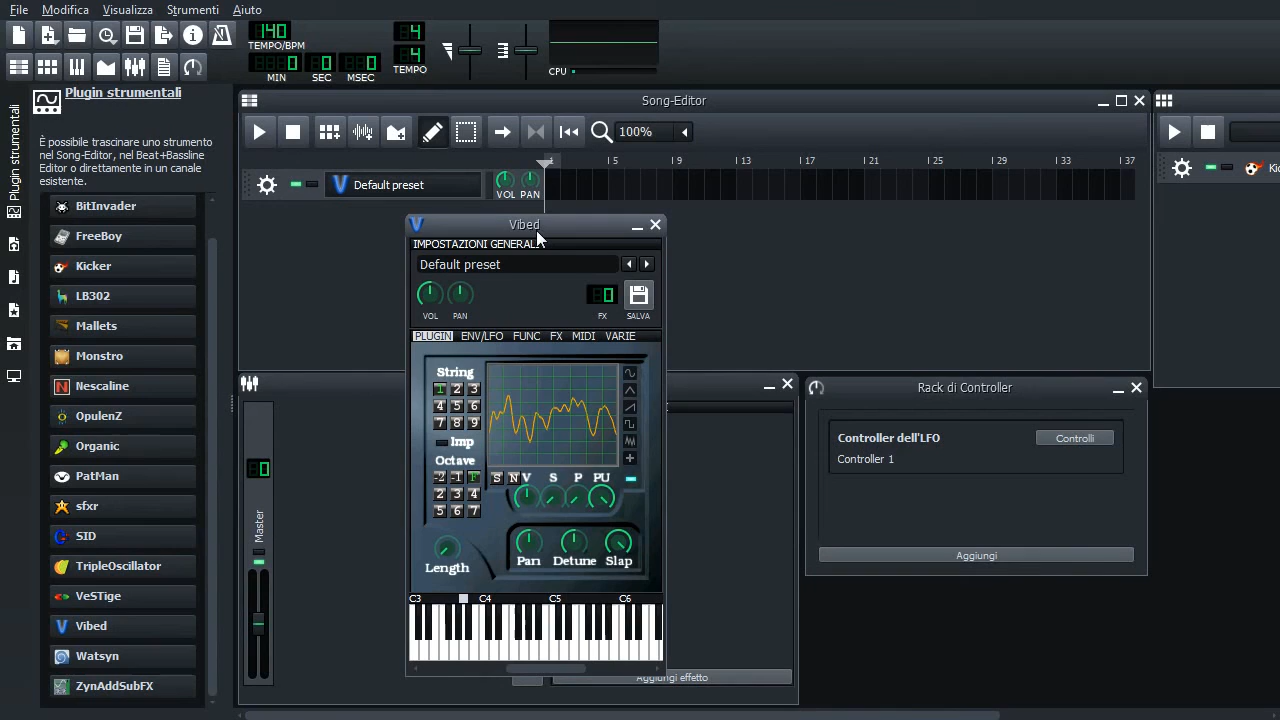 File Modifica Visualizza Strumenti Aiuto
140
TEMPO/BPM
0 0 0
MIN SEC MSEC
4
4
TEMPO
CPU
Plugin strumentali
Plugin strumentali
È possibile trascinare uno strumento
nel Song-Editor, nel Beat+Bassline
Editor o direttamente in un canale
esistente.
BitInvader
FreeBoy
Kicker
LB302
Mallets
Monstro
Nescaline
OpulenZ
Organic
PatMan
sfxr
SID
TripleOscillator
VeSTige
Vibed
Watsyn
ZynAddSubFX
Song-Editor
100%
1 5 9 13 17 21 25 29 33 37
Default preset
VOL PAN
Vibed
IMPOSTAZIONI GENERALI
Default preset
VOL PAN
0
FX SALVA
PLUGIN ENV/LFO FUNC FX MIDI VARIE
String
1 2 3
4 5 6
7 8 9
Imp
Octave
-2 -1 F
2 3 4
5 6 7
S N V S P PU
Length
Pan Detune Slap
C3 C4 C5 C6
0
Master
Aggiungi effetto
Rack di Controller
Controller dell'LFO
Controlli
Controller 1
Aggiungi